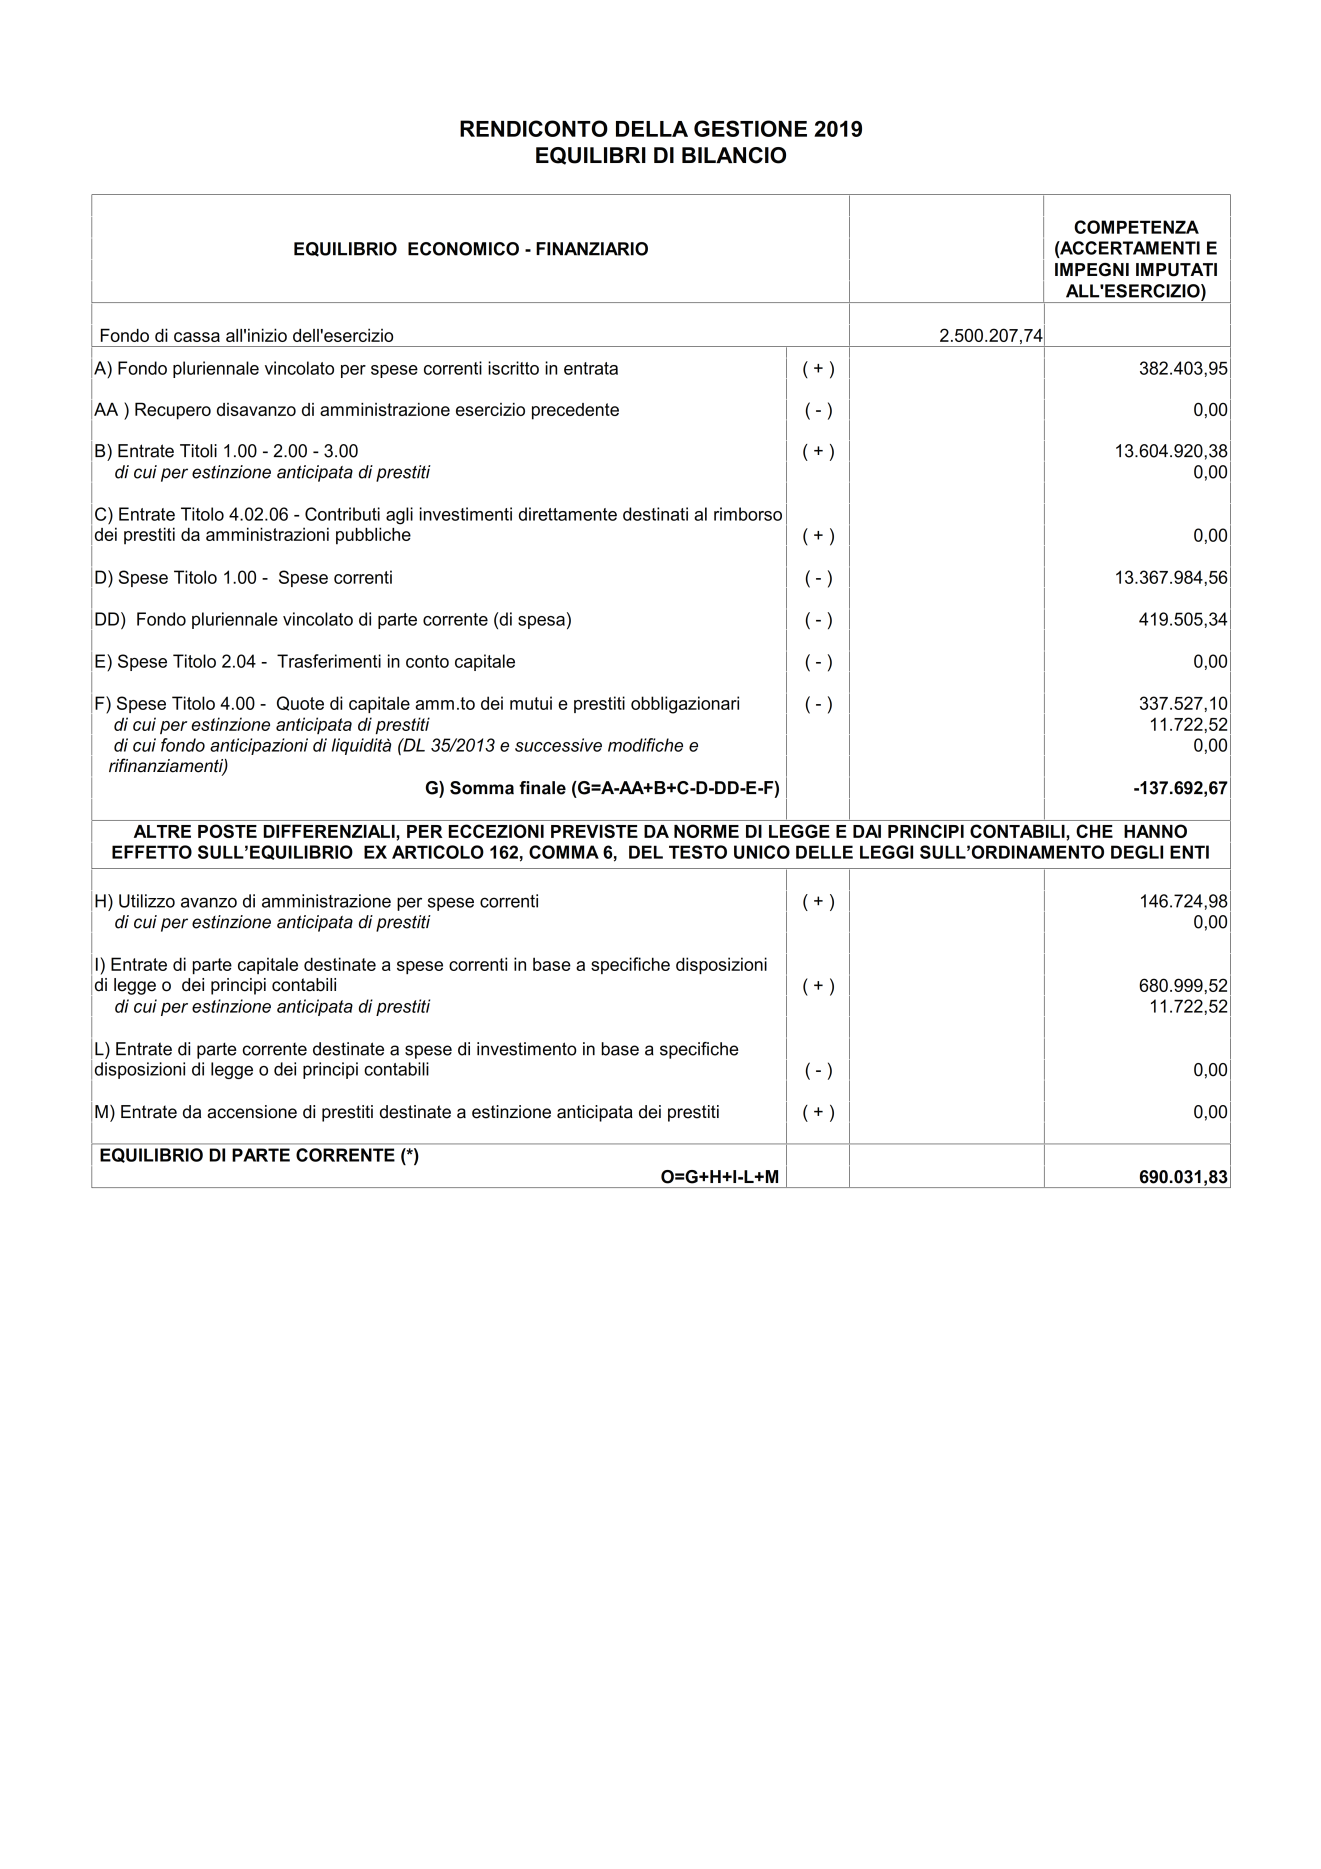 RENDICONTO DELLA GESTIONE 2019
EQUILIBRI DI BILANCIO
EQUILIBRIO ECONOMICO - FINANZIARIO
COMPETENZA
(ACCERTAMENTI E
IMPEGNI IMPUTATI
ALL'ESERCIZIO)
Fondo di cassa all'inizio dell'esercizio 2.500.207,74
A) Fondo pluriennale vincolato per spese correnti iscritto in entrata ( + ) 382.403,95
AA ) Recupero disavanzo di amministrazione esercizio precedente ( - ) 0,00
B) Entrate Titoli 1.00 - 2.00 - 3.00 ( + ) 13.604.920,38
di cui per estinzione anticipata di prestiti 0,00
C) Entrate Titolo 4.02.06 - Contributi agli investimenti direttamente destinati al rimborso
dei prestiti da amministrazioni pubbliche ( + ) 0,00
D) Spese Titolo 1.00 - Spese correnti ( - ) 13.367.984,56
DD) Fondo pluriennale vincolato di parte corrente (di spesa) ( - ) 419.505,34
E) Spese Titolo 2.04 - Trasferimenti in conto capitale ( - ) 0,00
F) Spese Titolo 4.00 - Quote di capitale amm.to dei mutui e prestiti obbligazionari ( - ) 337.527,10
di cui per estinzione anticipata di prestiti 11.722,52
di cui fondo anticipazioni di liquidità (DL 35/2013 e successive modifiche e 0,00
rifinanziamenti)
G) Somma finale (G=A-AA+B+C-D-DD-E-F) -137.692,67
ALTRE POSTE DIFFERENZIALI, PER ECCEZIONI PREVISTE DA NORME DI LEGGE E DAI PRINCIPI CONTABILI, CHE HANNO
EFFETTO SULL’EQUILIBRIO EX ARTICOLO 162, COMMA 6, DEL TESTO UNICO DELLE LEGGI SULL’ORDINAMENTO DEGLI ENTI
H) Utilizzo avanzo di amministrazione per spese correnti ( + ) 146.724,98
di cui per estinzione anticipata di prestiti 0,00
I) Entrate di parte capitale destinate a spese correnti in base a specifiche disposizioni
di legge o dei principi contabili ( + ) 680.999,52
di cui per estinzione anticipata di prestiti 11.722,52
L) Entrate di parte corrente destinate a spese di investimento in base a specifiche
disposizioni di legge o dei principi contabili ( - ) 0,00
M) Entrate da accensione di prestiti destinate a estinzione anticipata dei prestiti ( + ) 0,00
EQUILIBRIO DI PARTE CORRENTE (*)
O=G+H+I-L+M 690.031,83